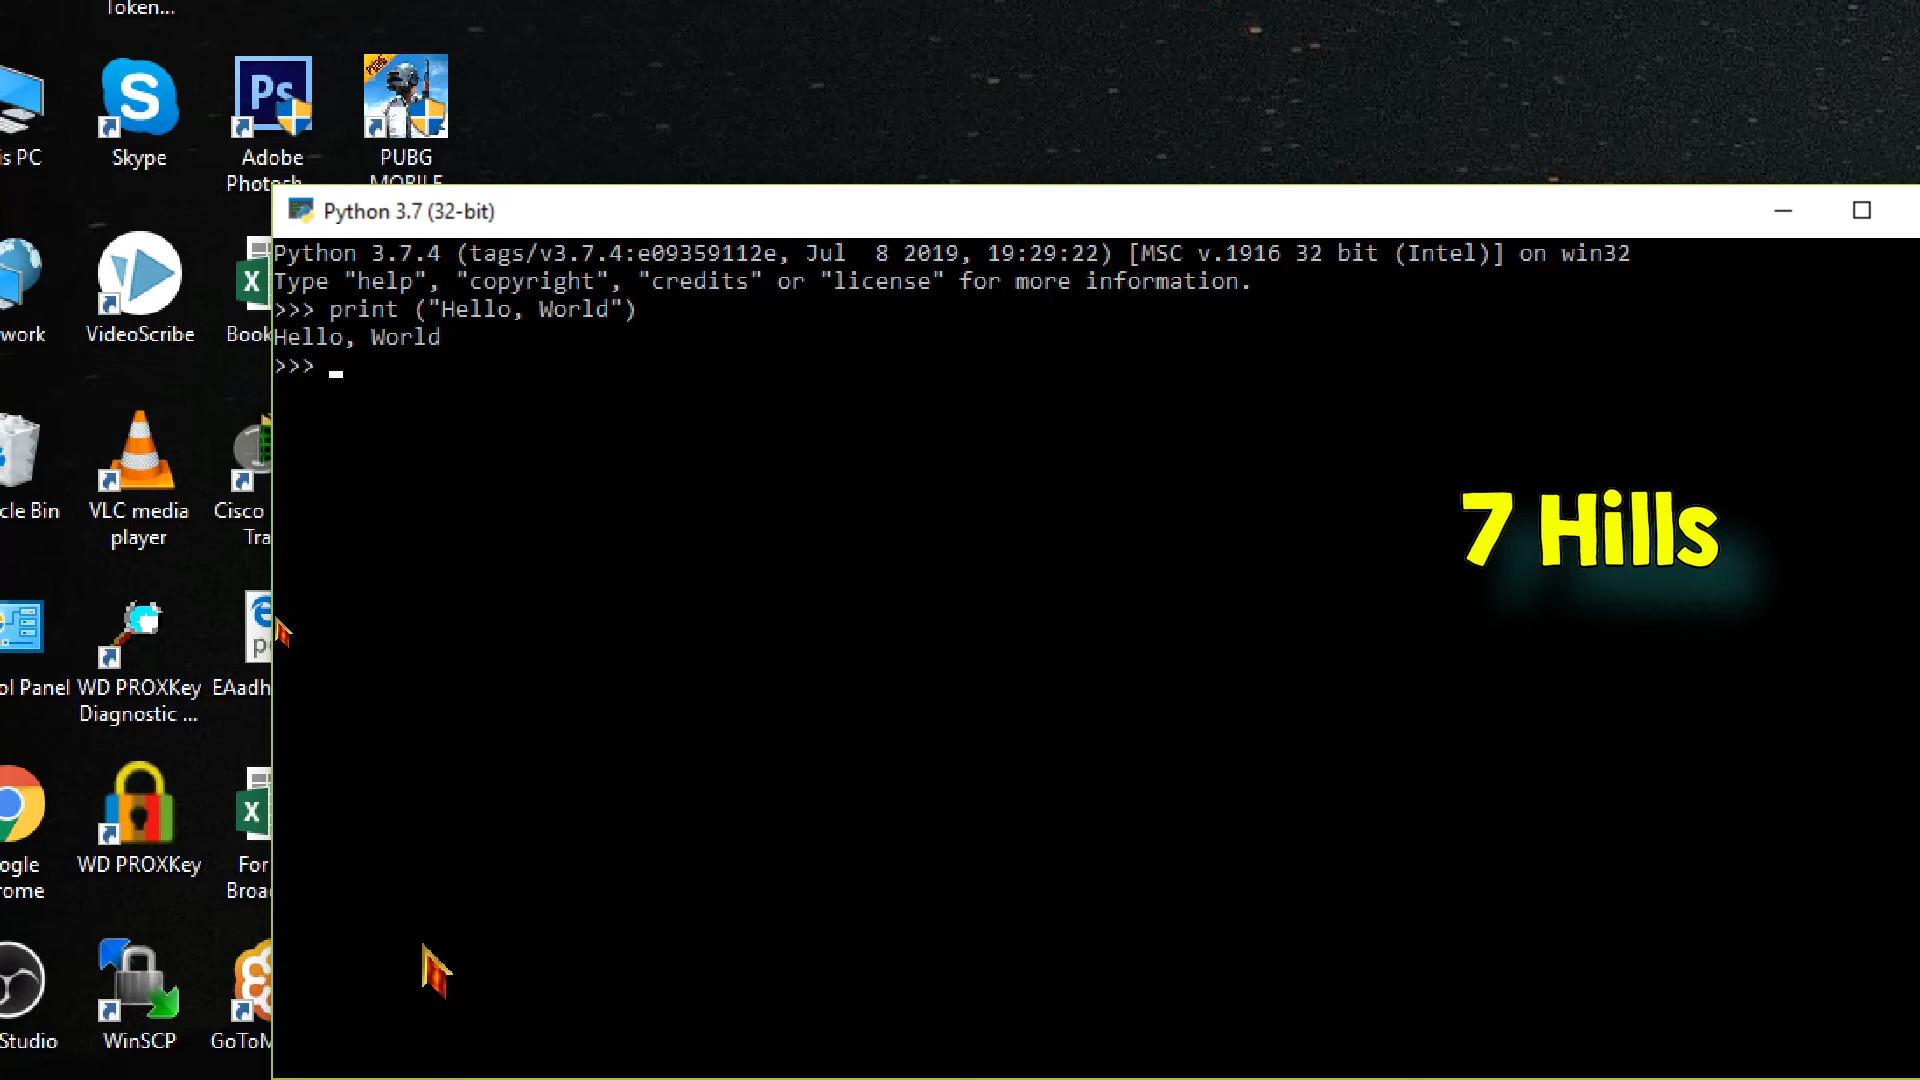 Token...
is PC
Skype
Adobe
Photosh
PUBG
MOBILE
Python 3.7 (32-bit)
Python 3.7.4 (tags/v3.7.4:e09359112e, Jul  8 2019, 19:29:22) [MSC v.1916 32 bit (Intel)] on win32
Type "help", "copyright", "credits" or "license" for more information.
>>> print ("Hello, World")
Hello, World
>>>
work
VideoScribe
Book
cle Bin
VLC media
player
Cisco
Tra
7 Hills
ol Panel
WD PROXKey
Diagnostic ...
EAadh
ogle
rome
WD PROXKey
For
Broad
Studio
WinSCP
GoToM